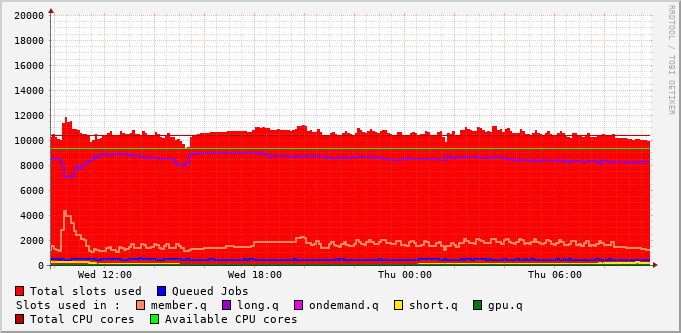 20000
18000
16000
14000
12000
10000
8000
6000
4000
2000
0
Wed 12:00 Wed 18:00 Thu 00:00 Thu 06:00
RRDTOOL / TOBI OETIKER
Total slots used Queued Jobs
Slots used in : member.q long.q ondemand.q short.q gpu.q
Total CPU cores Available CPU cores